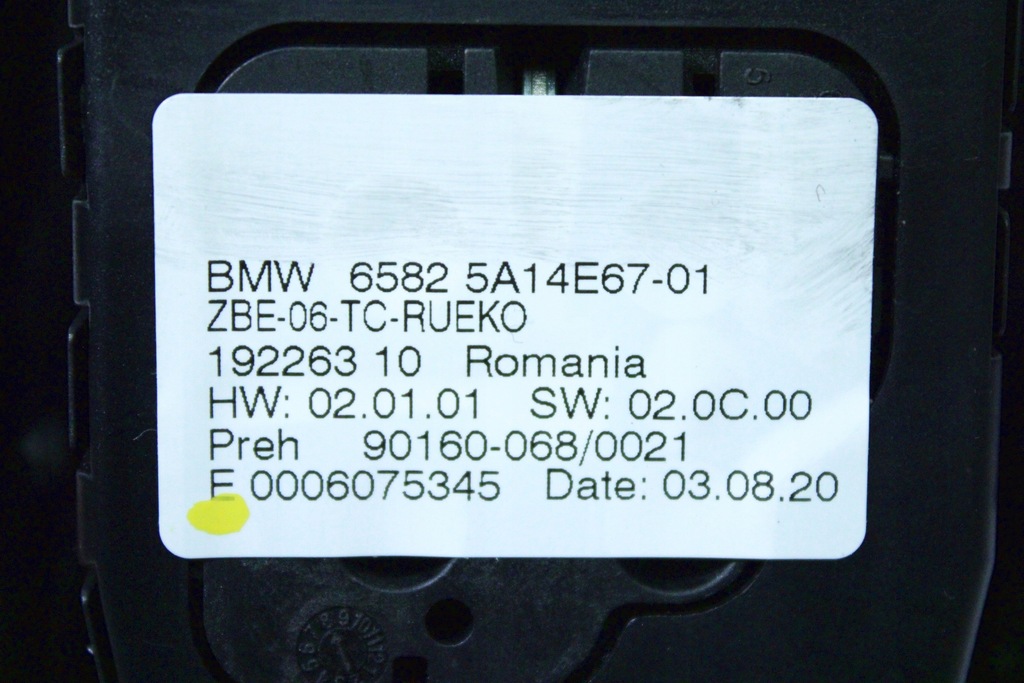 BMW 6582 5A14E67-01
ZBE-06-TC-RUEKO
192263 10 Romania
HW: 02.01.01 SW: 02.0C.00
Preh 90160-068/0021
F 0006075345 Date: 03.08.20